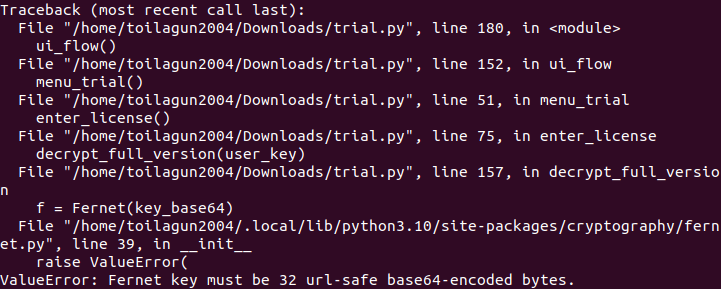 Traceback (most recent call last):
  File "/home/toilagun2004/Downloads/trial.py", line 180, in <module>
    ui_flow()
  File "/home/toilagun2004/Downloads/trial.py", line 152, in ui_flow
    menu_trial()
  File "/home/toilagun2004/Downloads/trial.py", line 51, in menu_trial
    enter_license()
  File "/home/toilagun2004/Downloads/trial.py", line 75, in enter_license
    decrypt_full_version(user_key)
  File "/home/toilagun2004/Downloads/trial.py", line 157, in decrypt_full_versio
n
    f = Fernet(key_base64)
  File "/home/toilagun2004/.local/lib/python3.10/site-packages/cryptography/fern
et.py", line 39, in __init__
    raise ValueError(
ValueError: Fernet key must be 32 url-safe base64-encoded bytes.